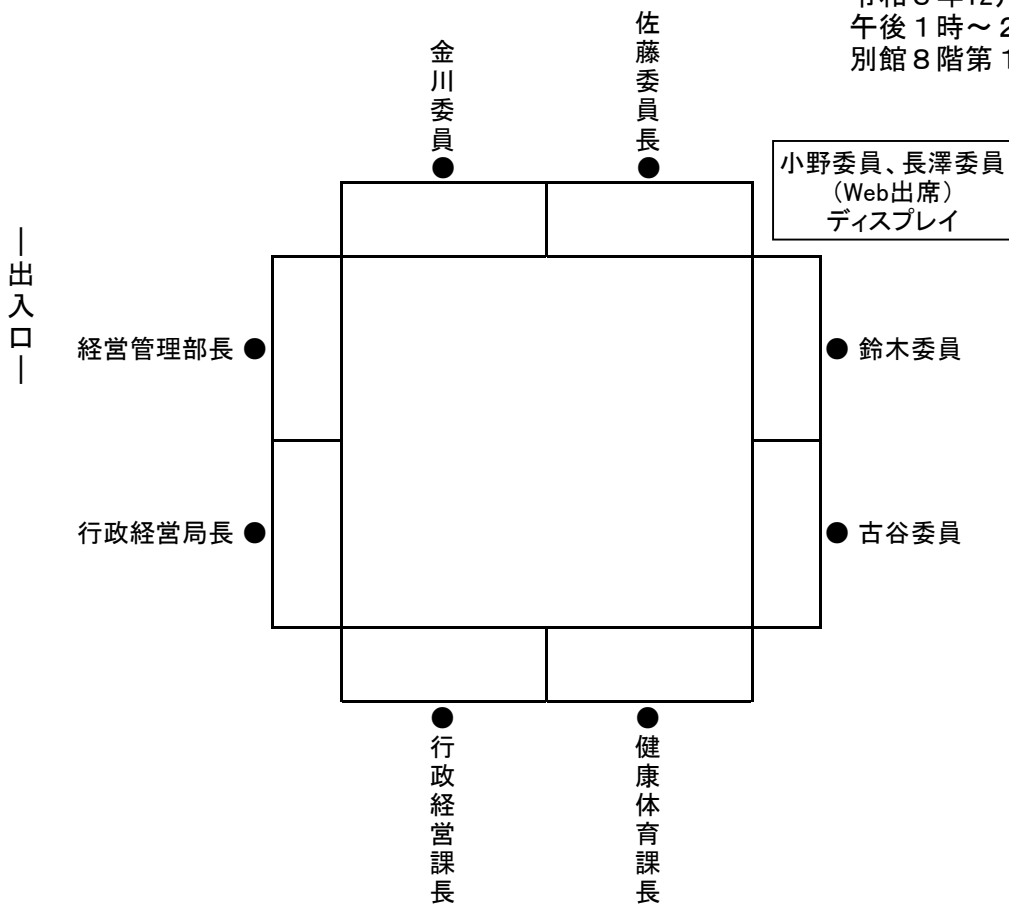 午後１時～２
別館８階第１
佐藤委員長
金川委員
小野委員、長澤委員
（Web出席）
ディスプレイ
｜出入口｜
経営管理部長
鈴木委員
行政経営局長
古谷委員
行政経営課長
健康体育課長